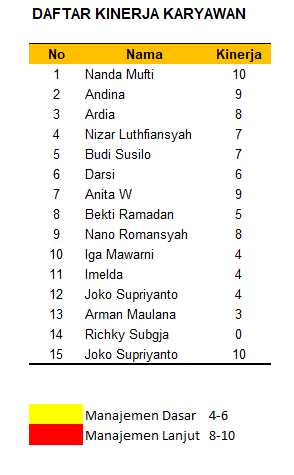 DAFTAR KINERJA KARYAWAN
No Nama Kinerja
1 Nanda Mufti 10
2 Andina 9
3 Ardia 8
4 Nizar Luthfiansyah 7
5 Budi Susilo 7
6 Darsi 6
7 Anita W 9
8 Bekti Ramadan 5
9 Nano Romansyah 8
10 Iga Mawarni 4
11 Imelda 4
12 Joko Supriyanto 4
13 Arman Maulana 3
14 Richky Subgja 0
15 Joko Supriyanto 10
Manajemen Dasar 4-6
Manajemen Lanjut 8-10